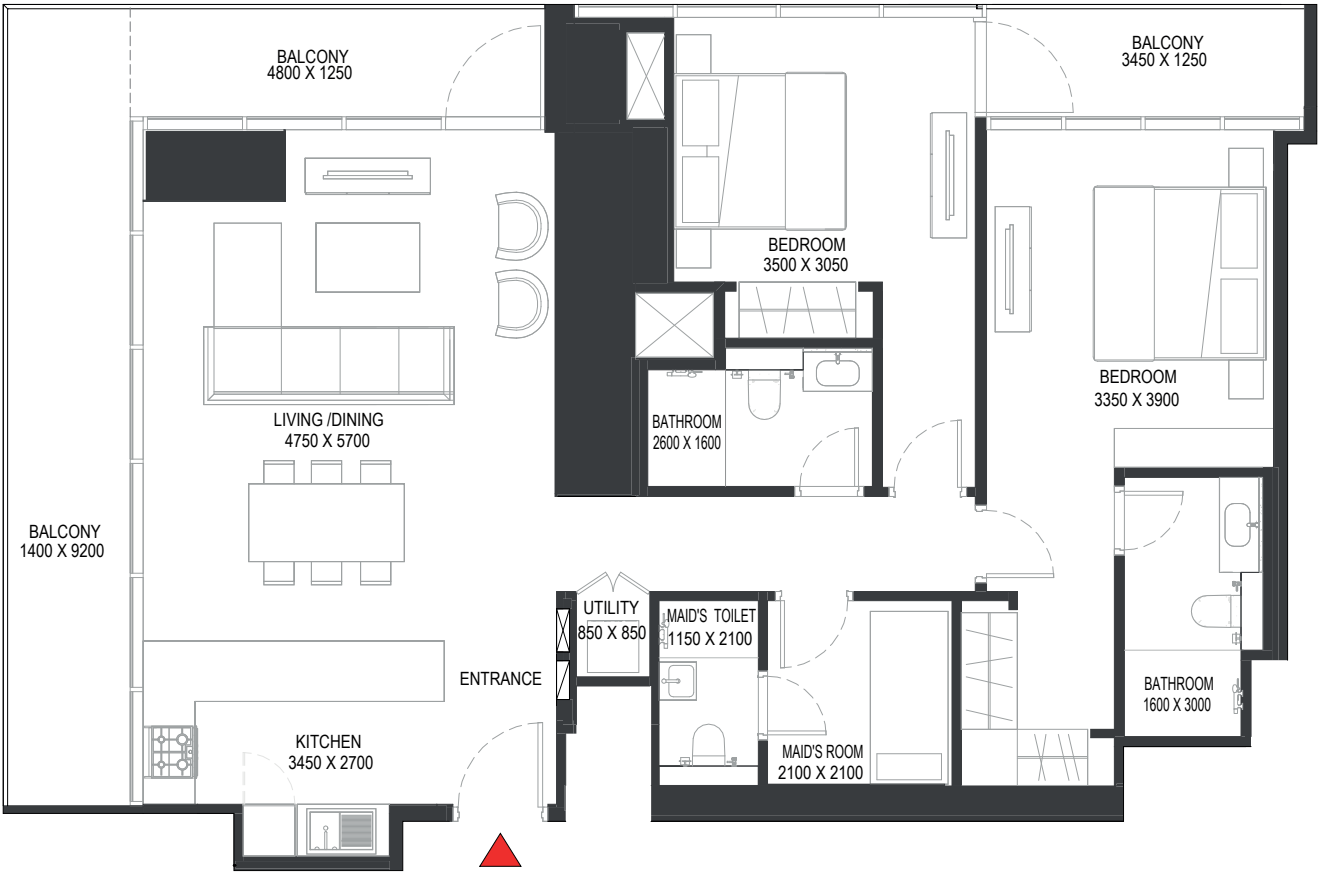 BALCONY
4800 X 1250
BALCONY
3450 X 1250
BEDROOM
3500 X 3050
BEDROOM
3350 X 3900
LIVING /DINING
4750 X 5700
BATHROOM
2600 X 1600
BALCONY
1400 X 9200
UTILITY
850 X 850
MAID'S TOILET
1150 X 2100
ENTRANCE
BATHROOM
1600 X 3000
KITCHEN
3450 X 2700
MAID'S ROOM
2100 X 2100